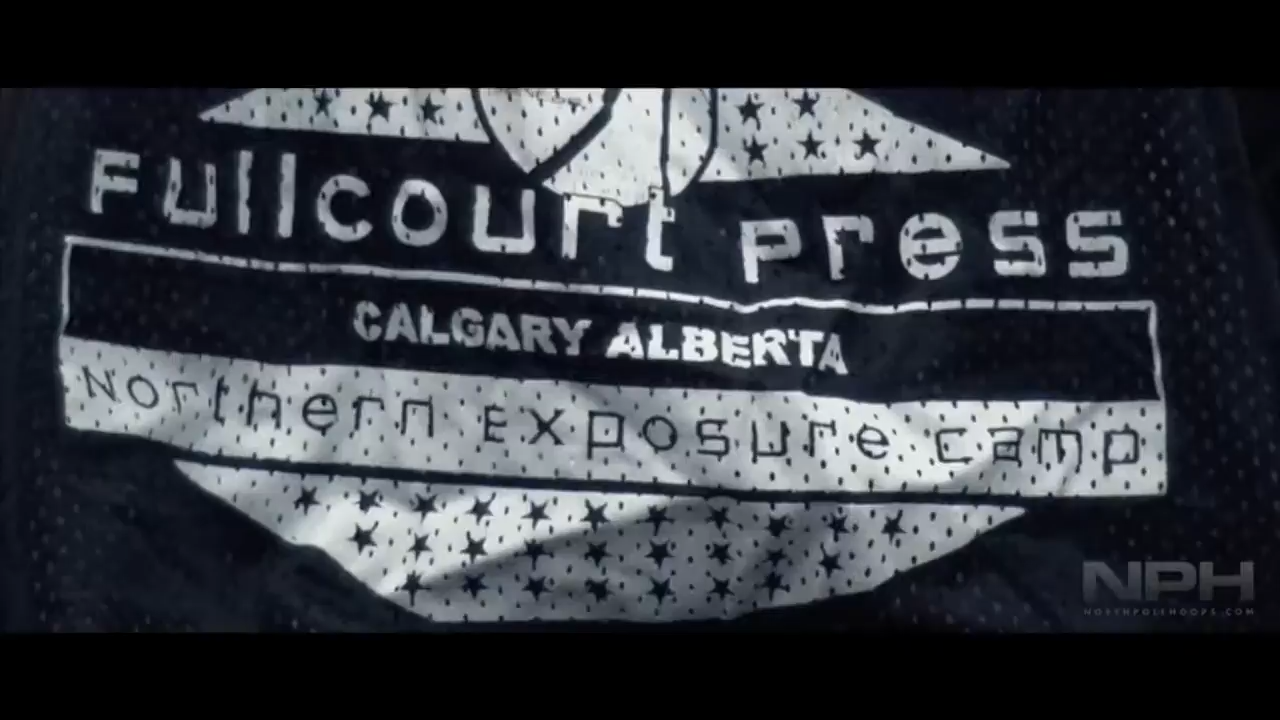 Fullcourt press
CALGARY ALBERTA
Northern Exposure camp
NPH
NORTHPOLEHOOPS.COM